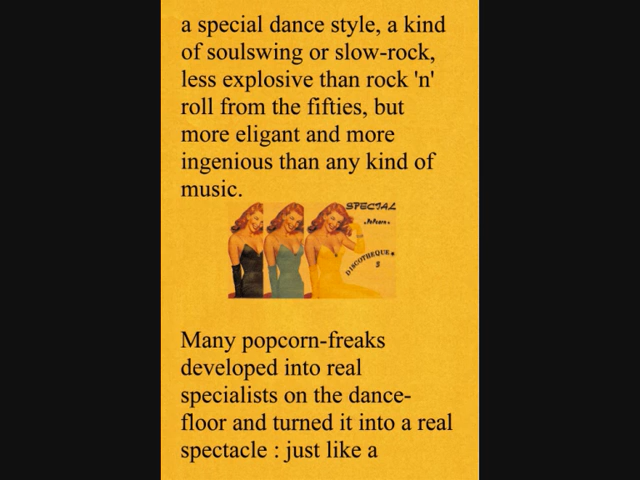 a special dance style, a kind
of soulswing or slow-rock,
less explosive than rock 'n'
roll from the fifties, but
more eligant and more
ingenious than any kind of
music.
SPECIAL
PoPcorn
DISCOTHEQUE
Many popcorn-freaks
developed into real
specialists on the dance-
floor and turned it into a real
spectacle : just like a